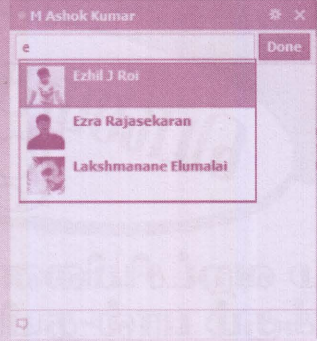 M Ashok Kumar
e
Done
Ezhil J Roi
Ezra Rajasekaran
Lakshmanane Elumalai